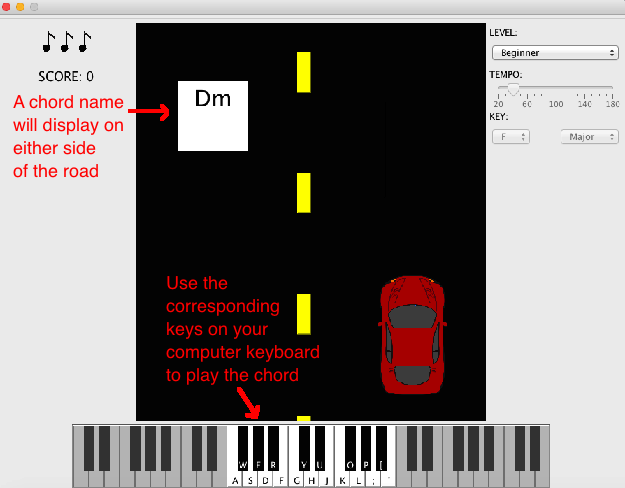 LEVEL:
Beginner
SCORE: 0
TEMPO:
20 60 100 140 180
KEY:
F Major
A chord name
will display on
either side
of the road
Dm
Use the
corresponding
keys on your
computer keyboard
to play the chord
W E R Y U O P [
A S D F G H J K L ; '